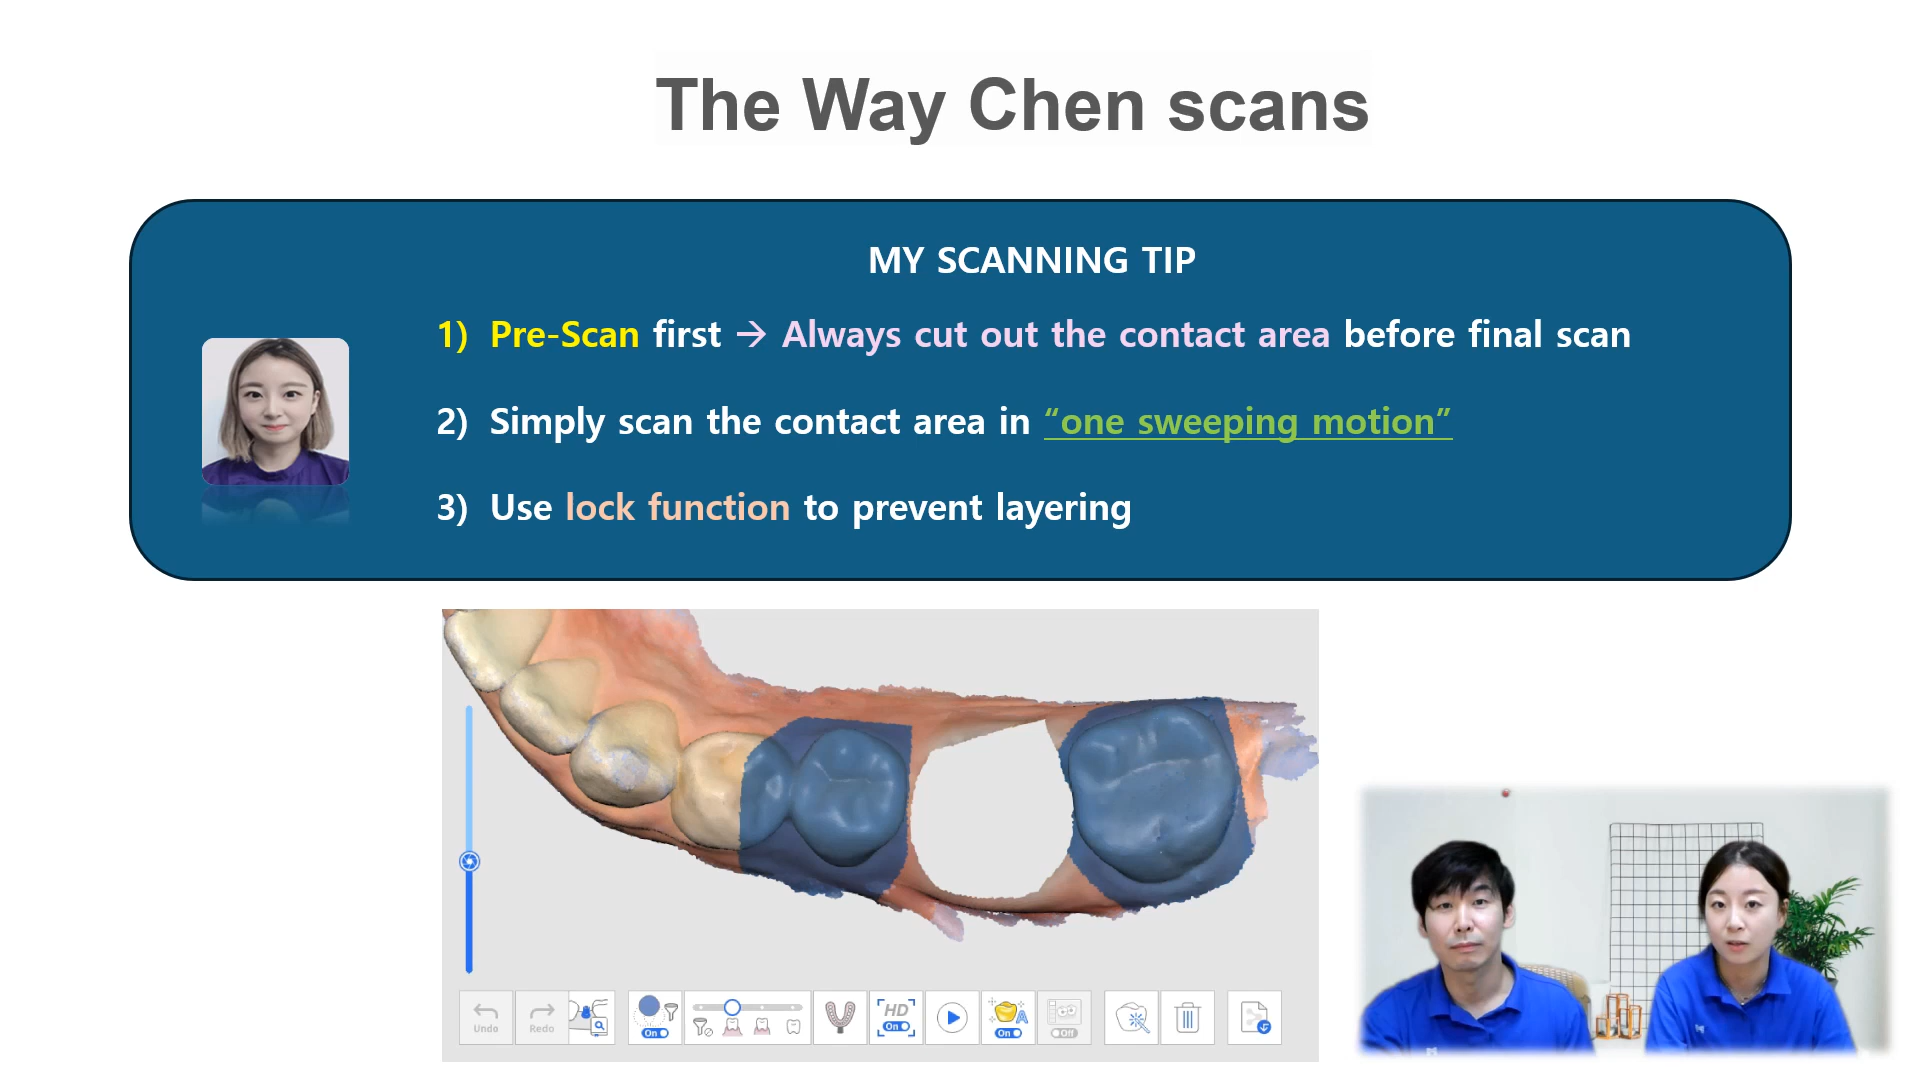 The Way Chen scans
MY SCANNING TIP
1) Pre-Scan first → Always cut out the contact area before final scan
2) Simply scan the contact area in “one sweeping motion”
3) Use lock function to prevent layering
Undo
Redo
On
HD
On
On
Off